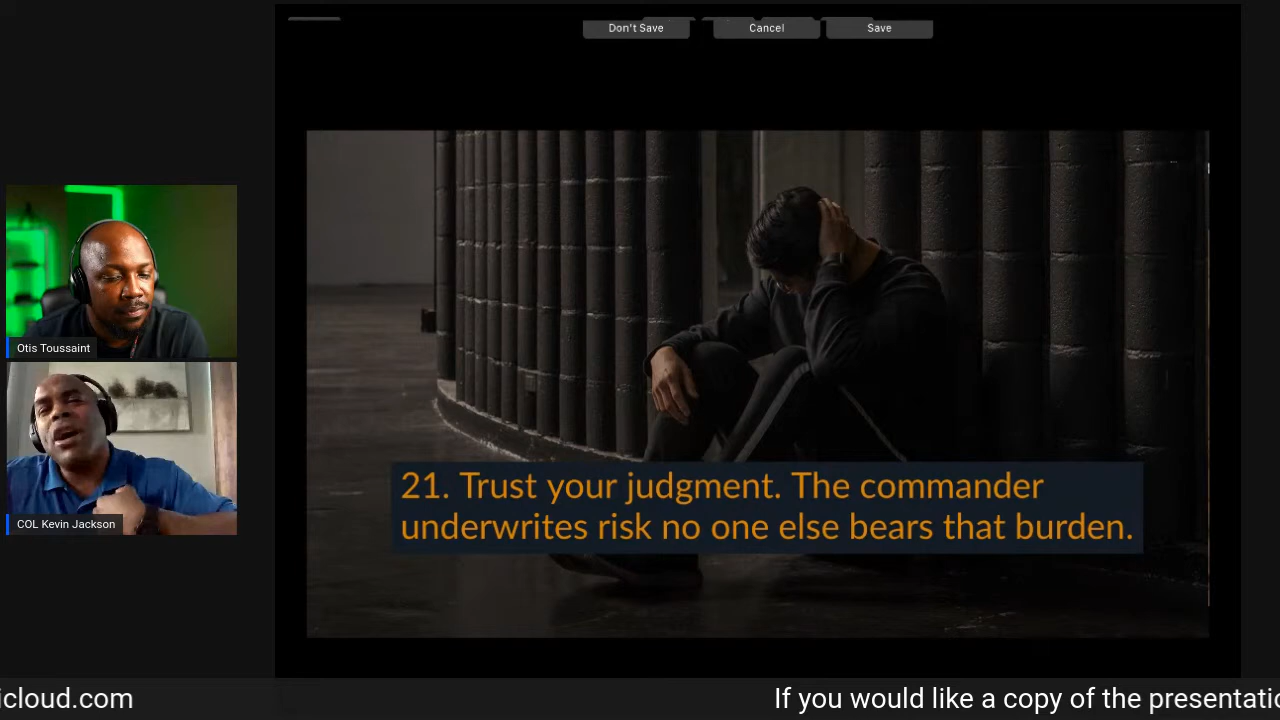 Don't Save
Cancel
Save
Otis Toussaint
COL Kevin Jackson
21. Trust your judgment. The commander
underwrites risk no one else bears that burden.
icloud.com
If you would like a copy of the